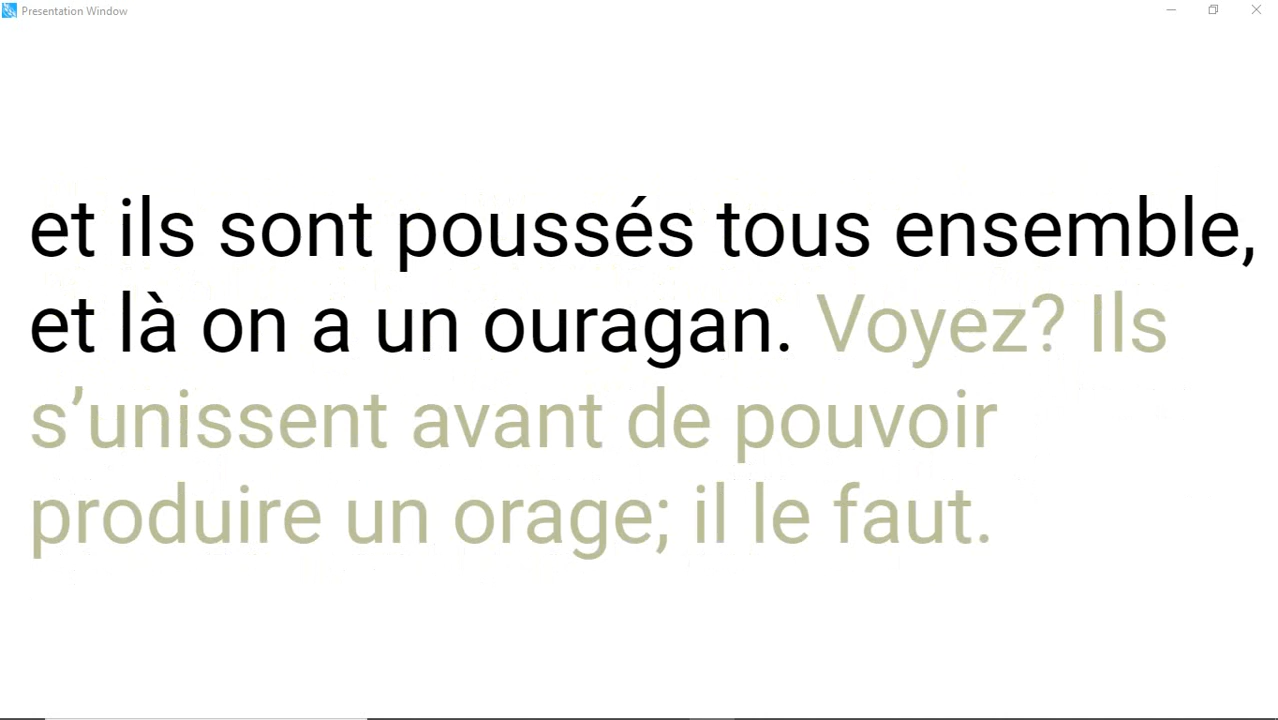 Presentation Window
et ils sont poussés tous ensemble,
et là on a un ouragan. Voyez? Ils
s’unissent avant de pouvoir
produire un orage; il le faut.